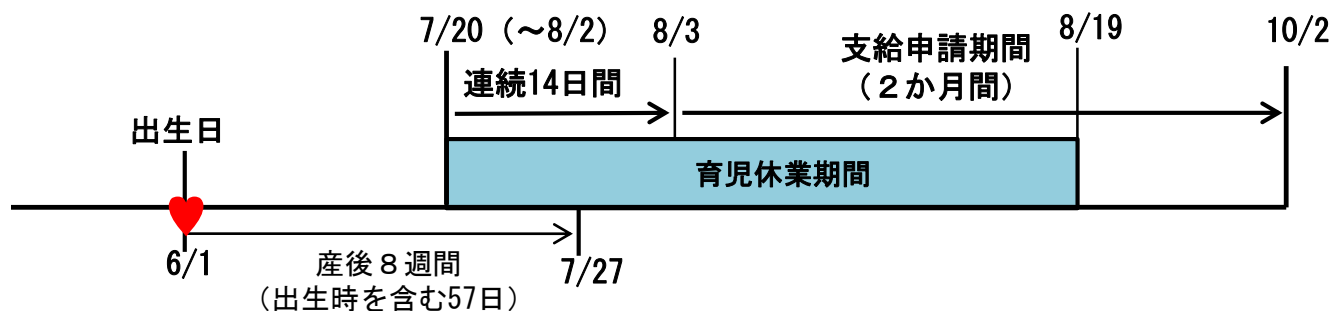 7/20（～8/2）
8/3
8/19
10/2
支給申請期間
（２か月間）
連続14日間
出生日
育児休業期間
6/1
7/27
産後８週間
（出生時を含む57日）